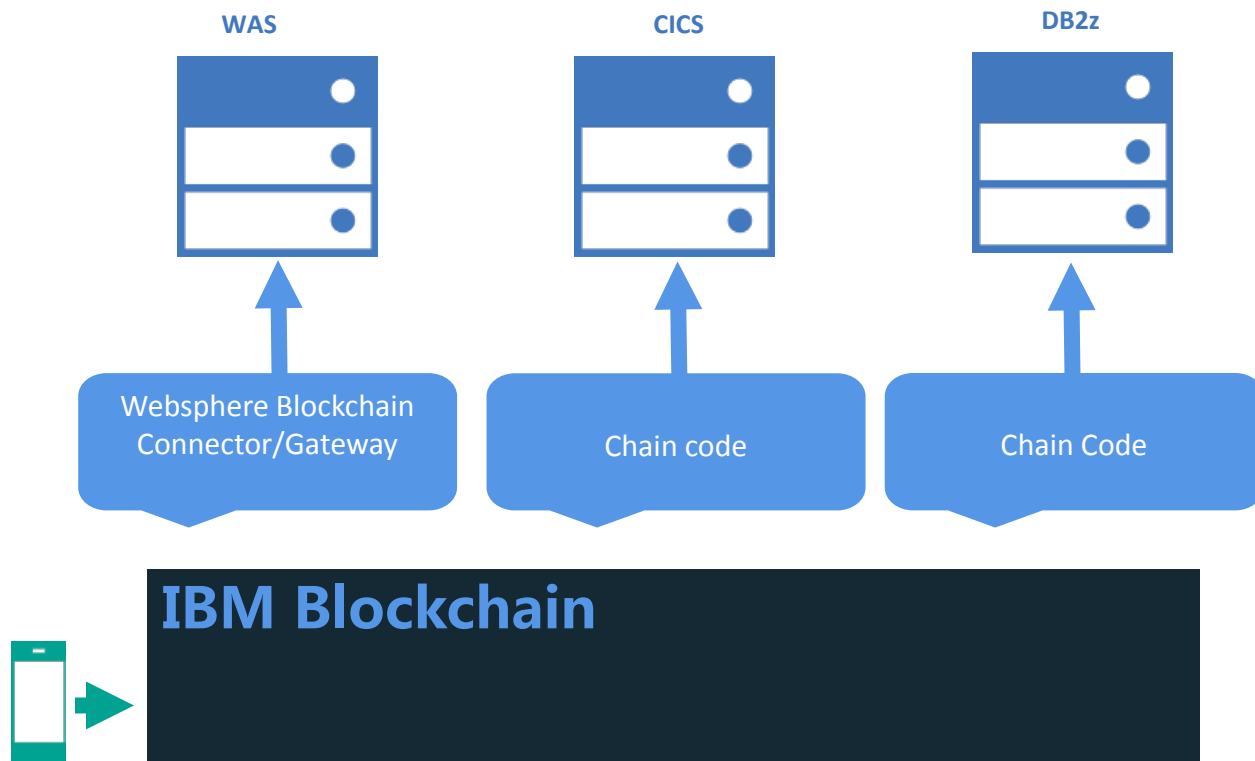 WAS
CICS
DB2z
Websphere Blockchain
Connector/Gateway
Chain code
Chain Code
IBM Blockchain